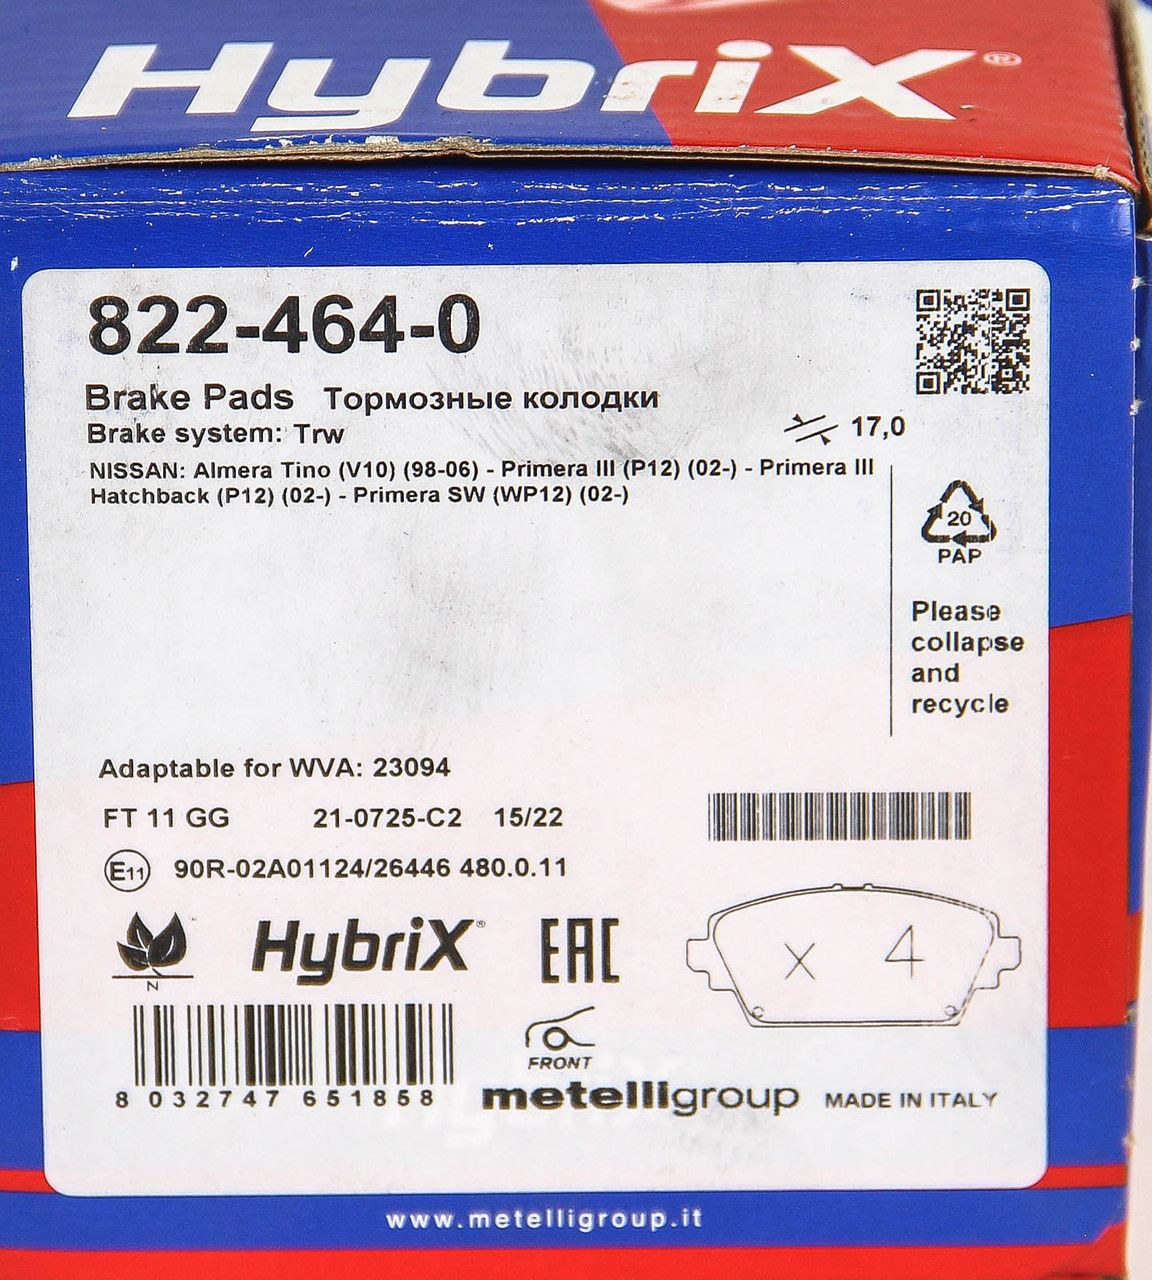 HybriX®
822-464-0
Brake Pads Тормозные колодки
Brake system: Trw
17,0
NISSAN: Almera Tino (V10) (98-06) - Primera III (P12) (02-) - Primera III
Hatchback (P12) (02-) - Primera SW (WP12) (02-)
20
PAP
Please
collapse
and
recycle
Adaptable for WVA: 23094
FT 11 GG 21-0725-C2 15/22
E11 90R-02A01124/26446 480.0.11
N
HybriX®
EAC
x 4
FRONT
8 032747 651858
metelligroup MADE IN ITALY
www.metelligroup.it